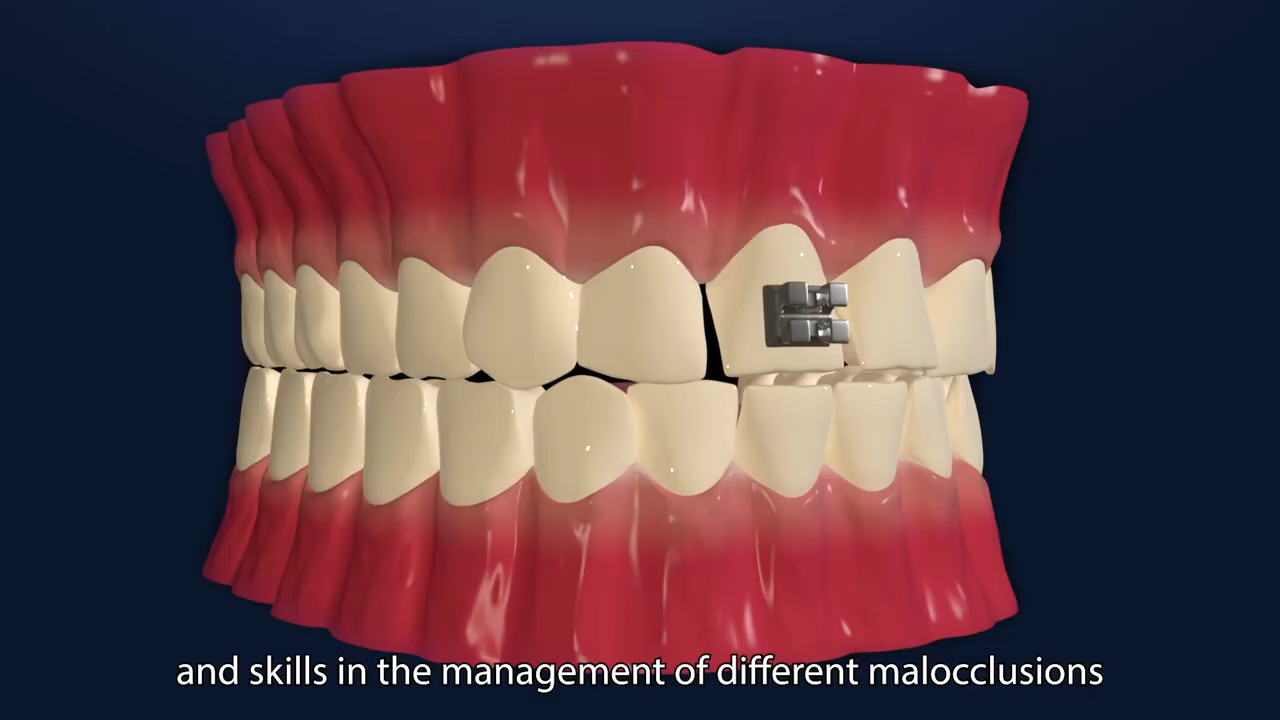 and skills in the management of different malocclusions